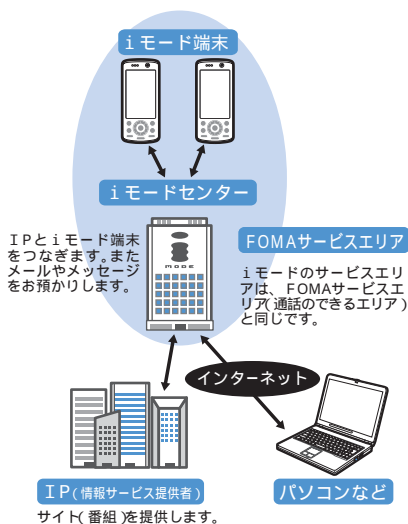 iモード端末
iモードセンター
IPとiモード端末
をつなぎます。また
メールやメッセージ
をお預かりします。
MODE
FOMAサービスエリア
iモードのサービスエリ
アは、FOMAサービスエ
リア(通話のできるエリア)
と同じです。
インターネット
IP(情報サービス提供者)
サイト(番組)を提供します。
パソコンなど